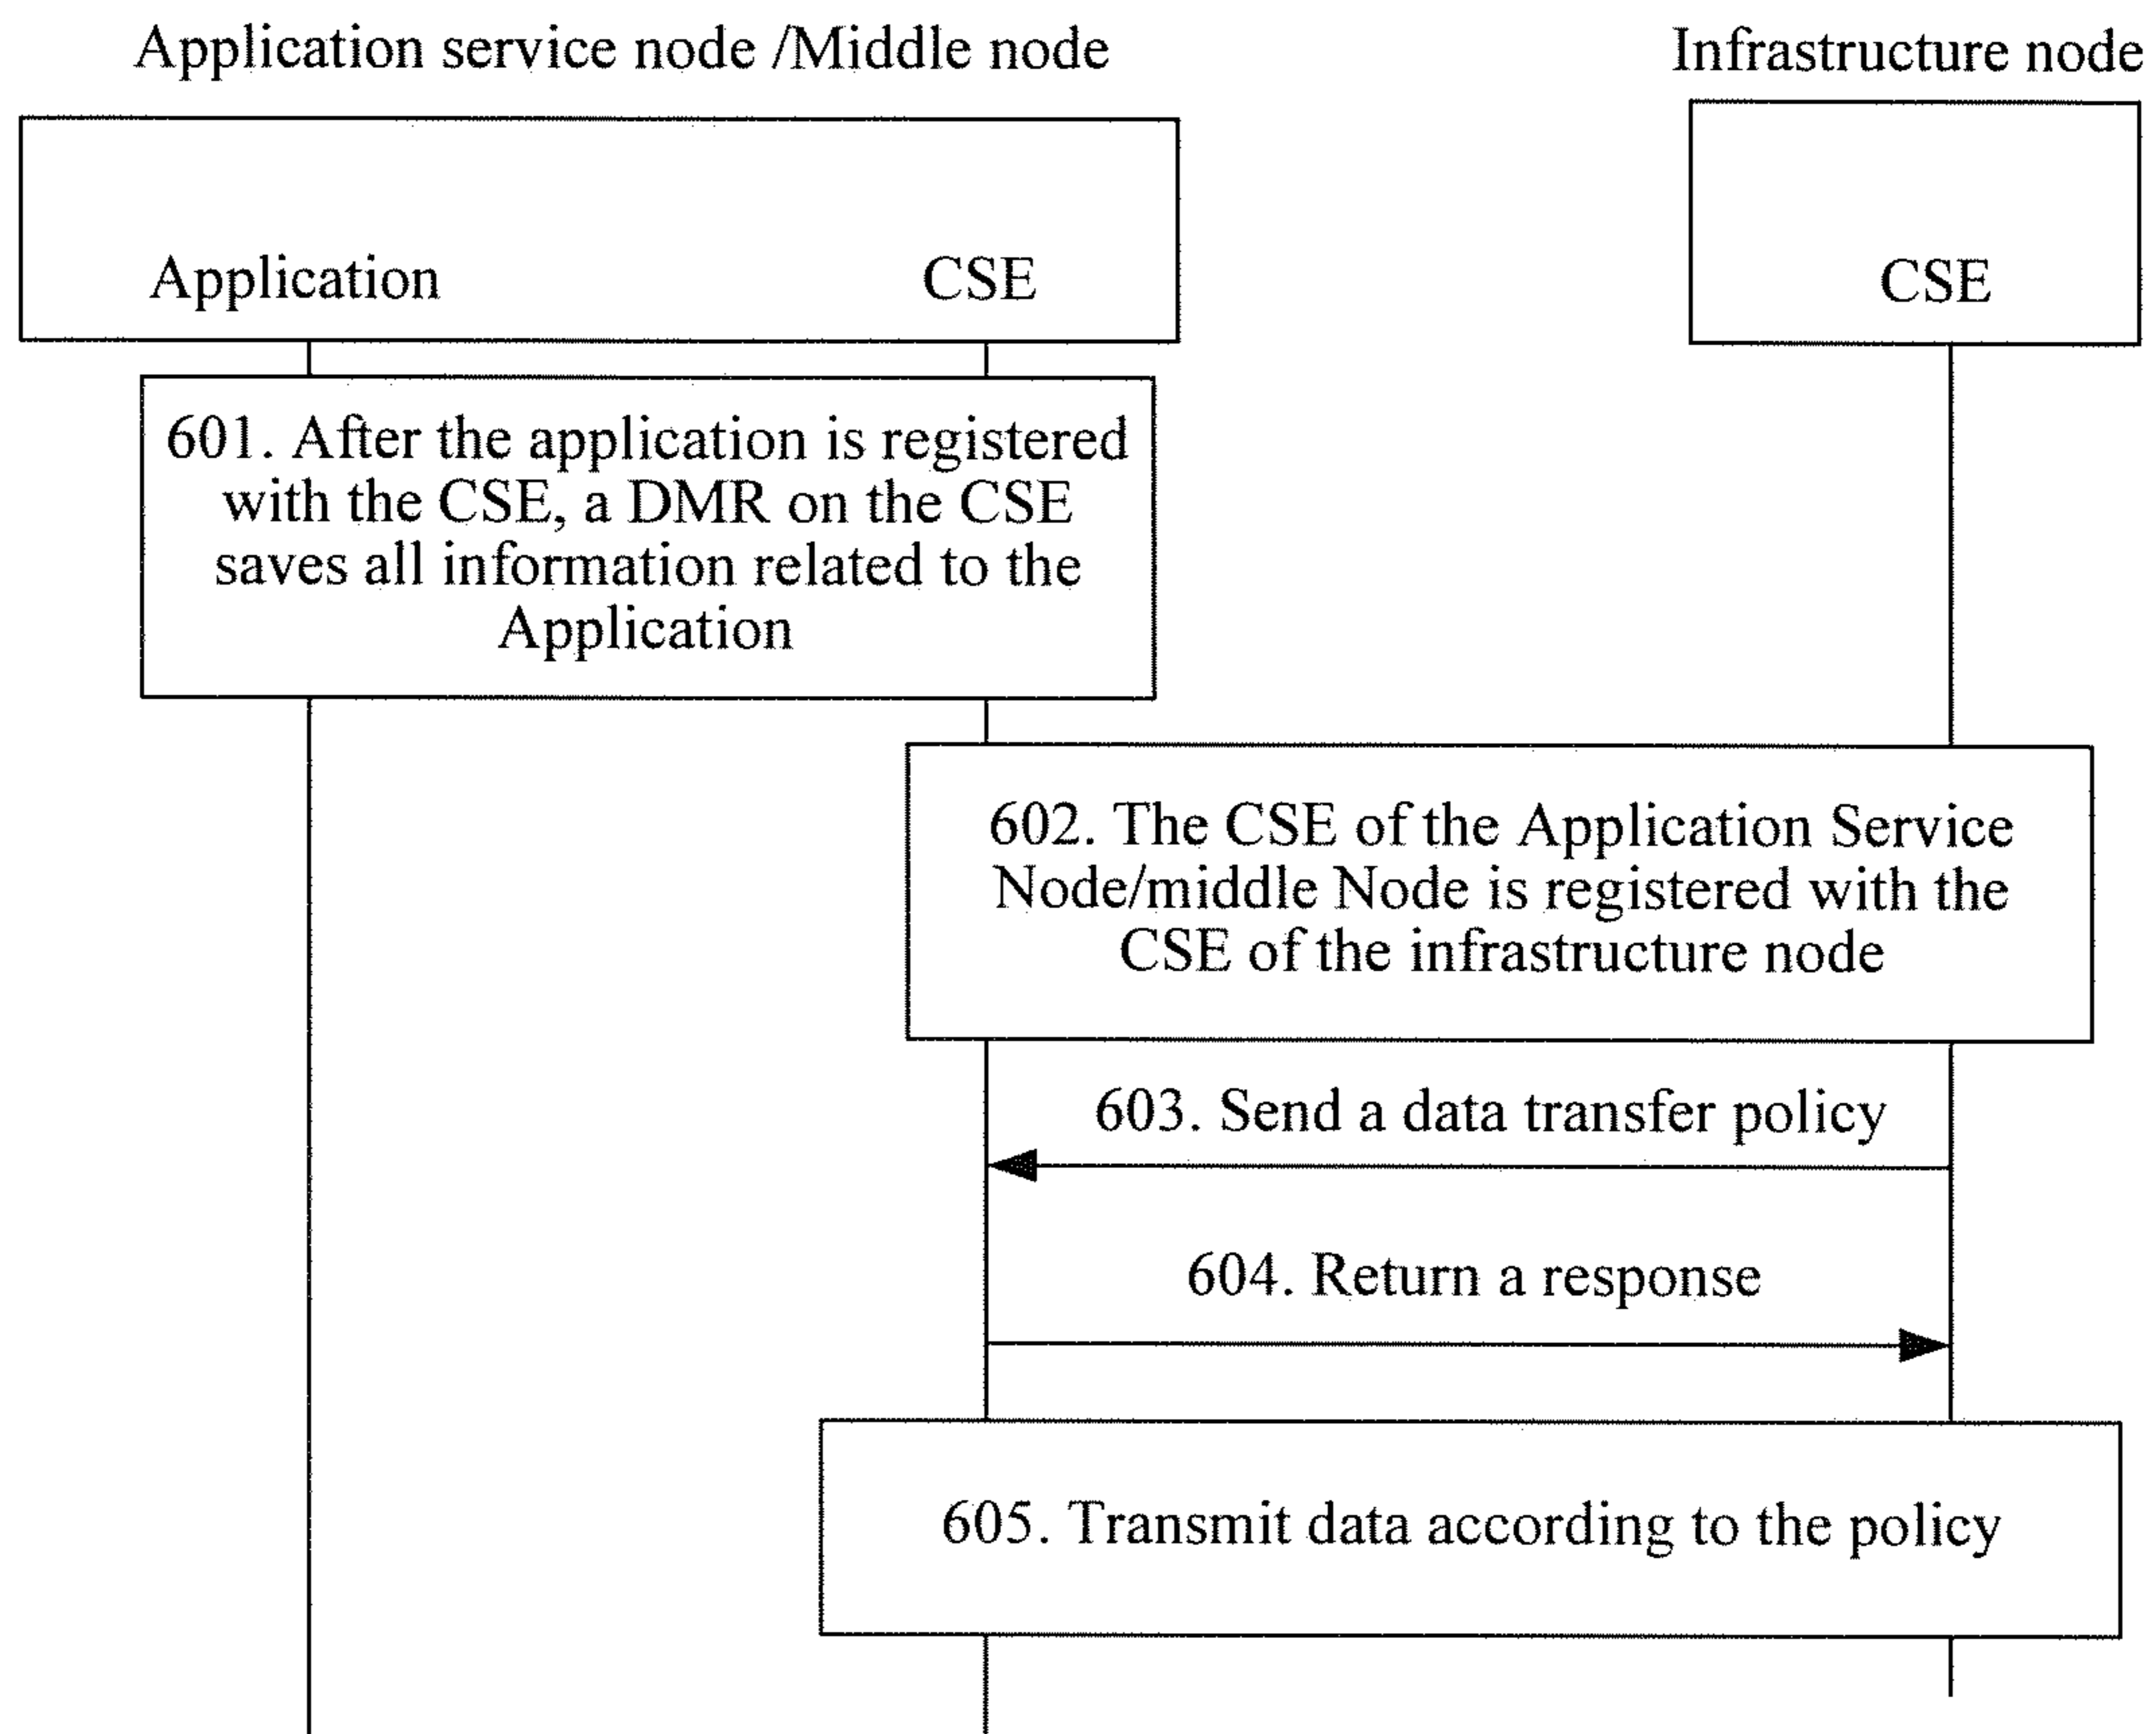 Application service node /Middle node
Infrastructure node
Application
CSE
CSE
601. After the application is registered
with the CSE, a DMR on the CSE
saves all information related to the
Application
602. The CSE of the Application Service
Node/middle Node is registered with the
CSE of the infrastructure node
603. Send a data transfer policy
604. Return a response
605. Transmit data according to the policy